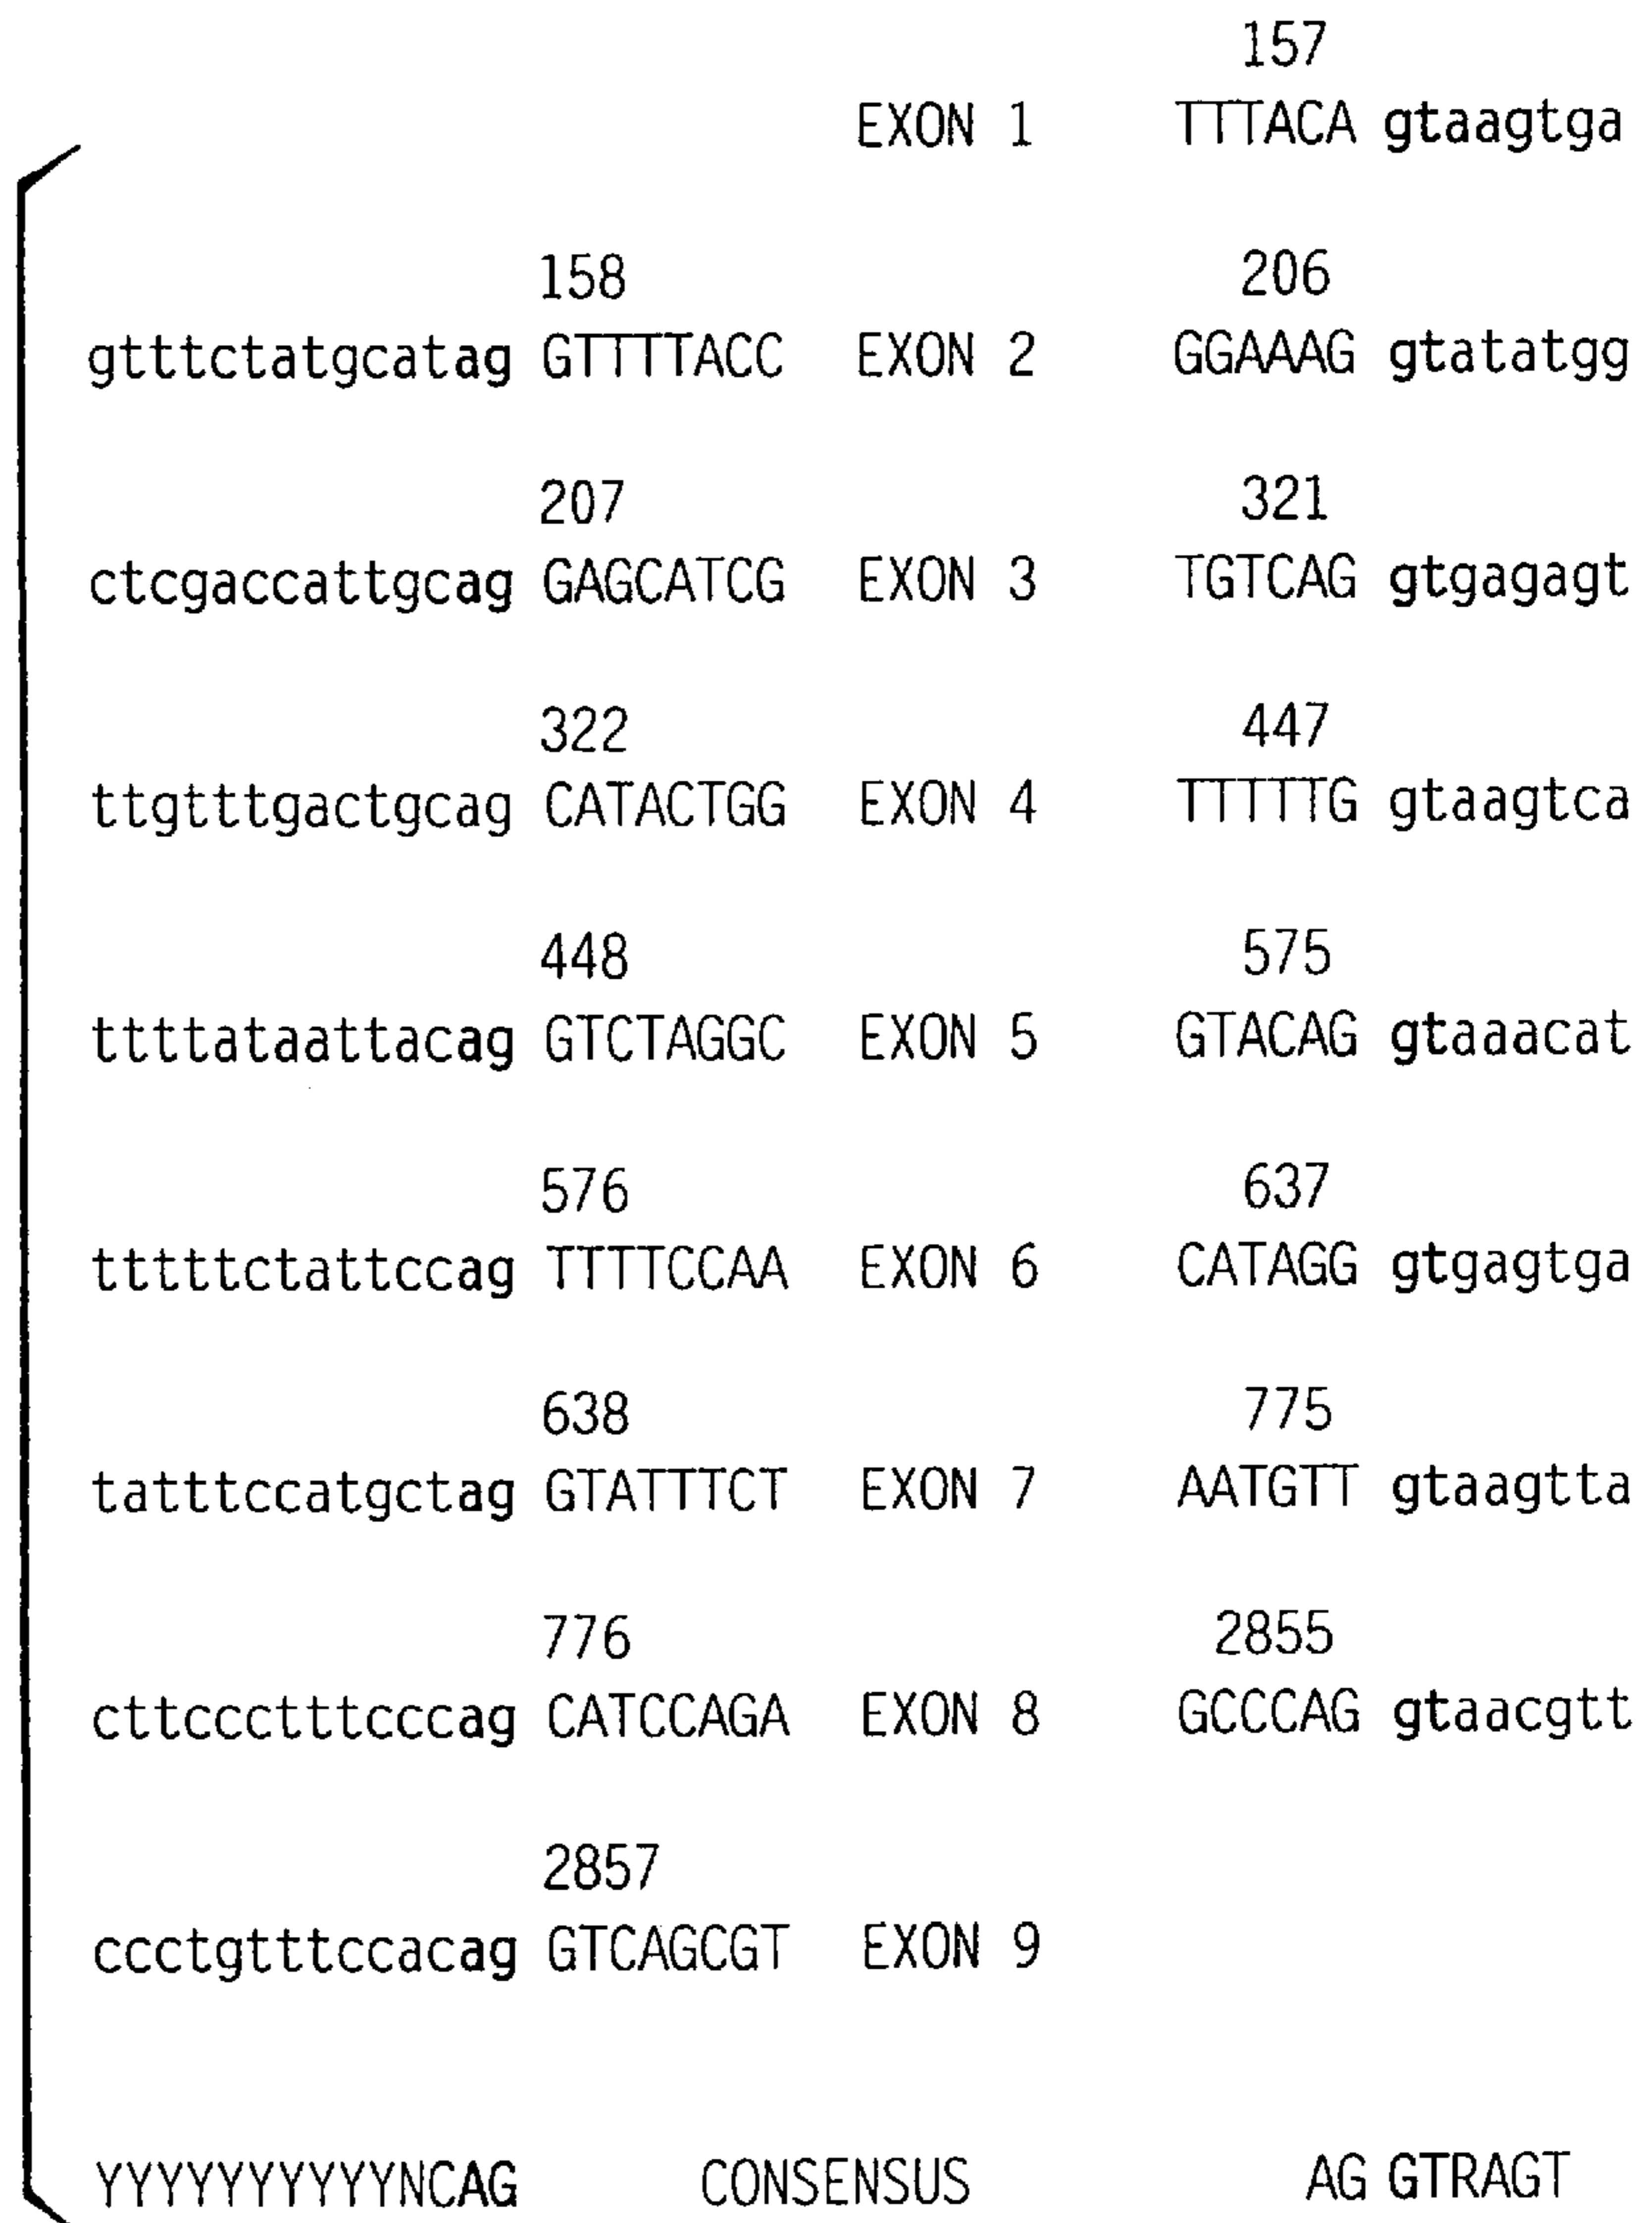 157
EXON 1 TTTACA gtaagtga
158 206
gtttctatgcatag GTTTTACC EXON 2 GGAAAG gtatatgg
207 321
ctcgaccattgcag GAGCATCG EXON 3 TGTCAG gtgagagt
322 447
ttgtttgactgcag CATACTGG EXON 4 TTTTTG gtaagtca
448 575
ttttataattacag GTCTAGGC EXON 5 GTACAG gtaaacat
576 637
tttttctattccag TTTTCCAA EXON 6 CATAGG gtgagtga
638 775
tatttccatgctag GTATTTCT EXON 7 AATGTT gtaagtta
776 2855
cttccctttcccag CATCCAGA EXON 8 GCCCAG gtaacgtt
2857
ccctgtttccacag GTCAGCGT EXON 9
YYYYYYYYYYNCAG CONSENSUS AG GTRAGT